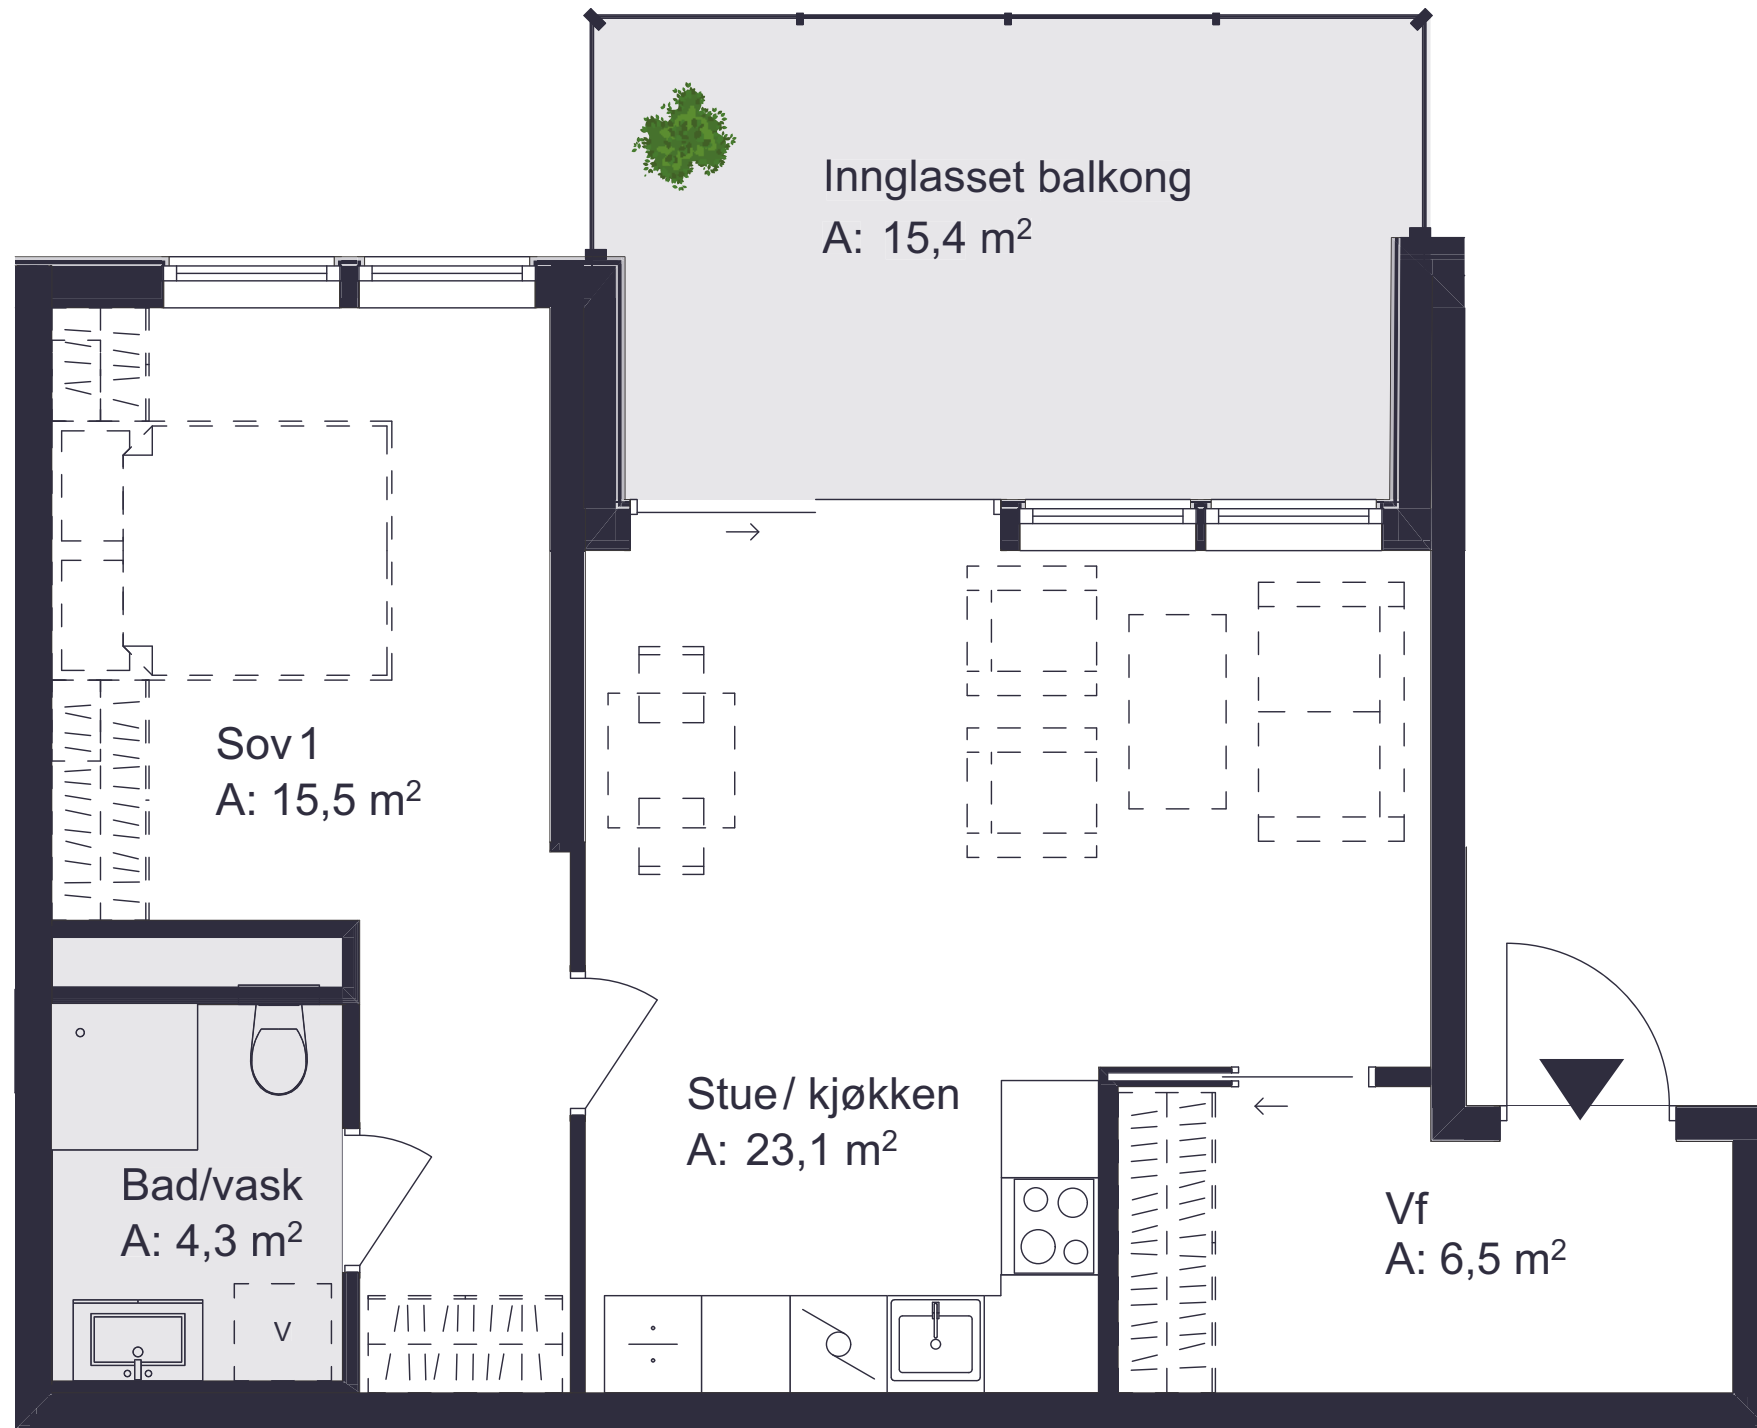 Innglasset balkong
A: 15,4 m²
Sov 1
A: 15,5 m²
Stue / kjøkken
A: 23,1 m²
Bad/vask
A: 4,3 m²
Vf
A: 6,5 m²
V